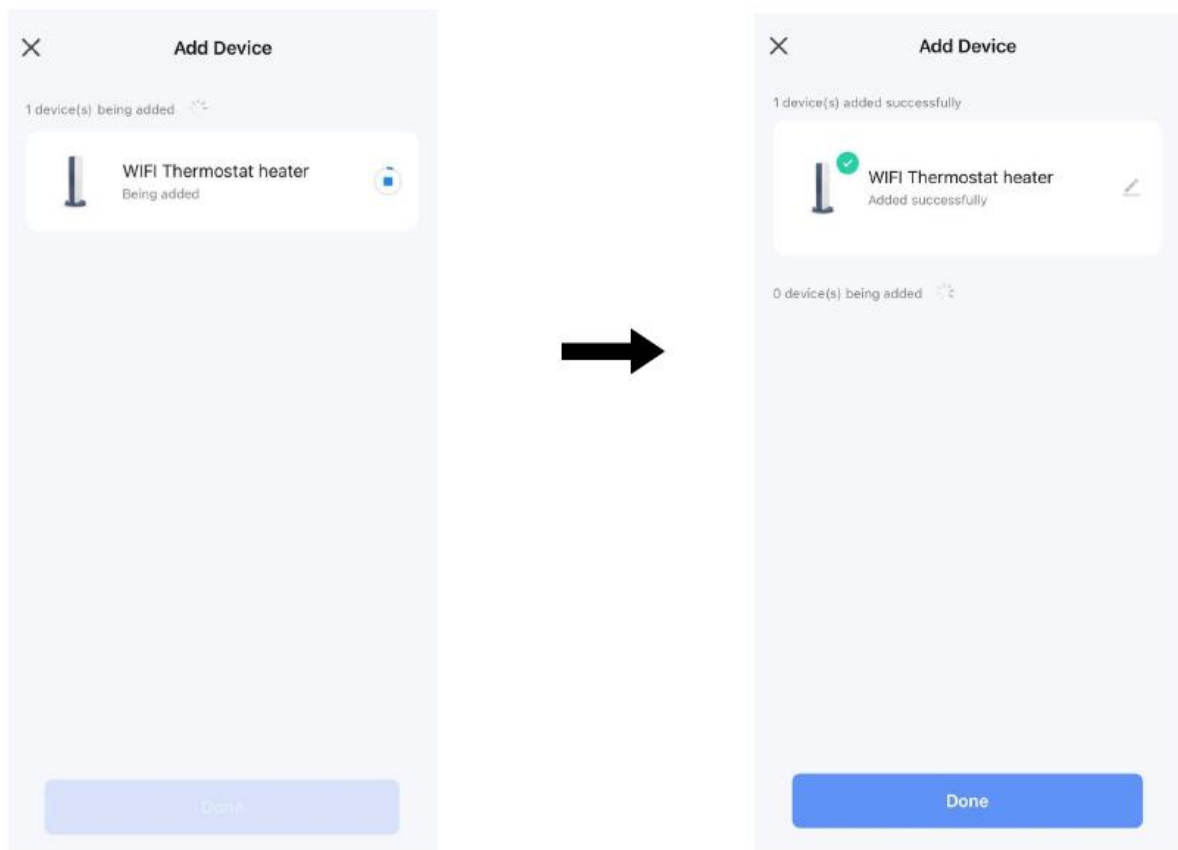 Add Device
1 device(s) being added
WIFI Thermostat heater
Being added
Done
Add Device
1 device(s) added successfully
WIFI Thermostat heater
Added successfully
0 device(s) being added
Done